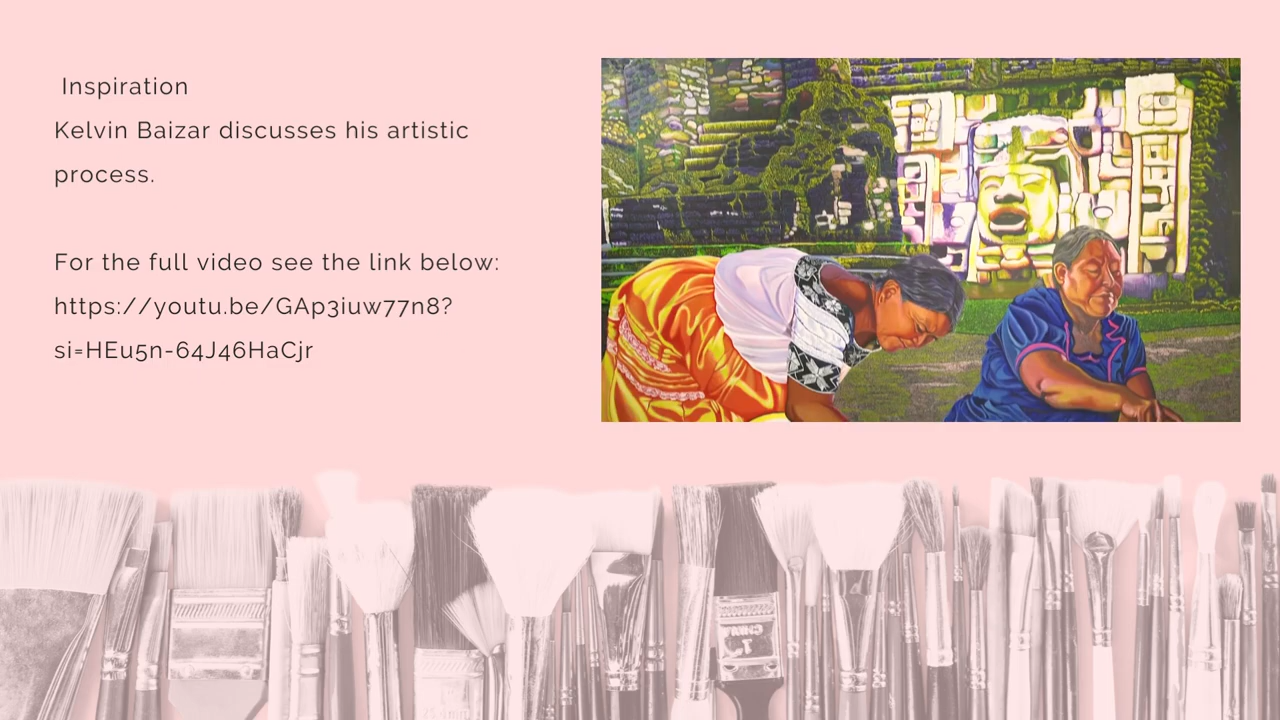 Inspiration
Kelvin Baizar discusses his artistic
process.
For the full video see the link below:
https://youtu.be/GAp3iuw77n8?
si=HEu5n-64J46HaCjr